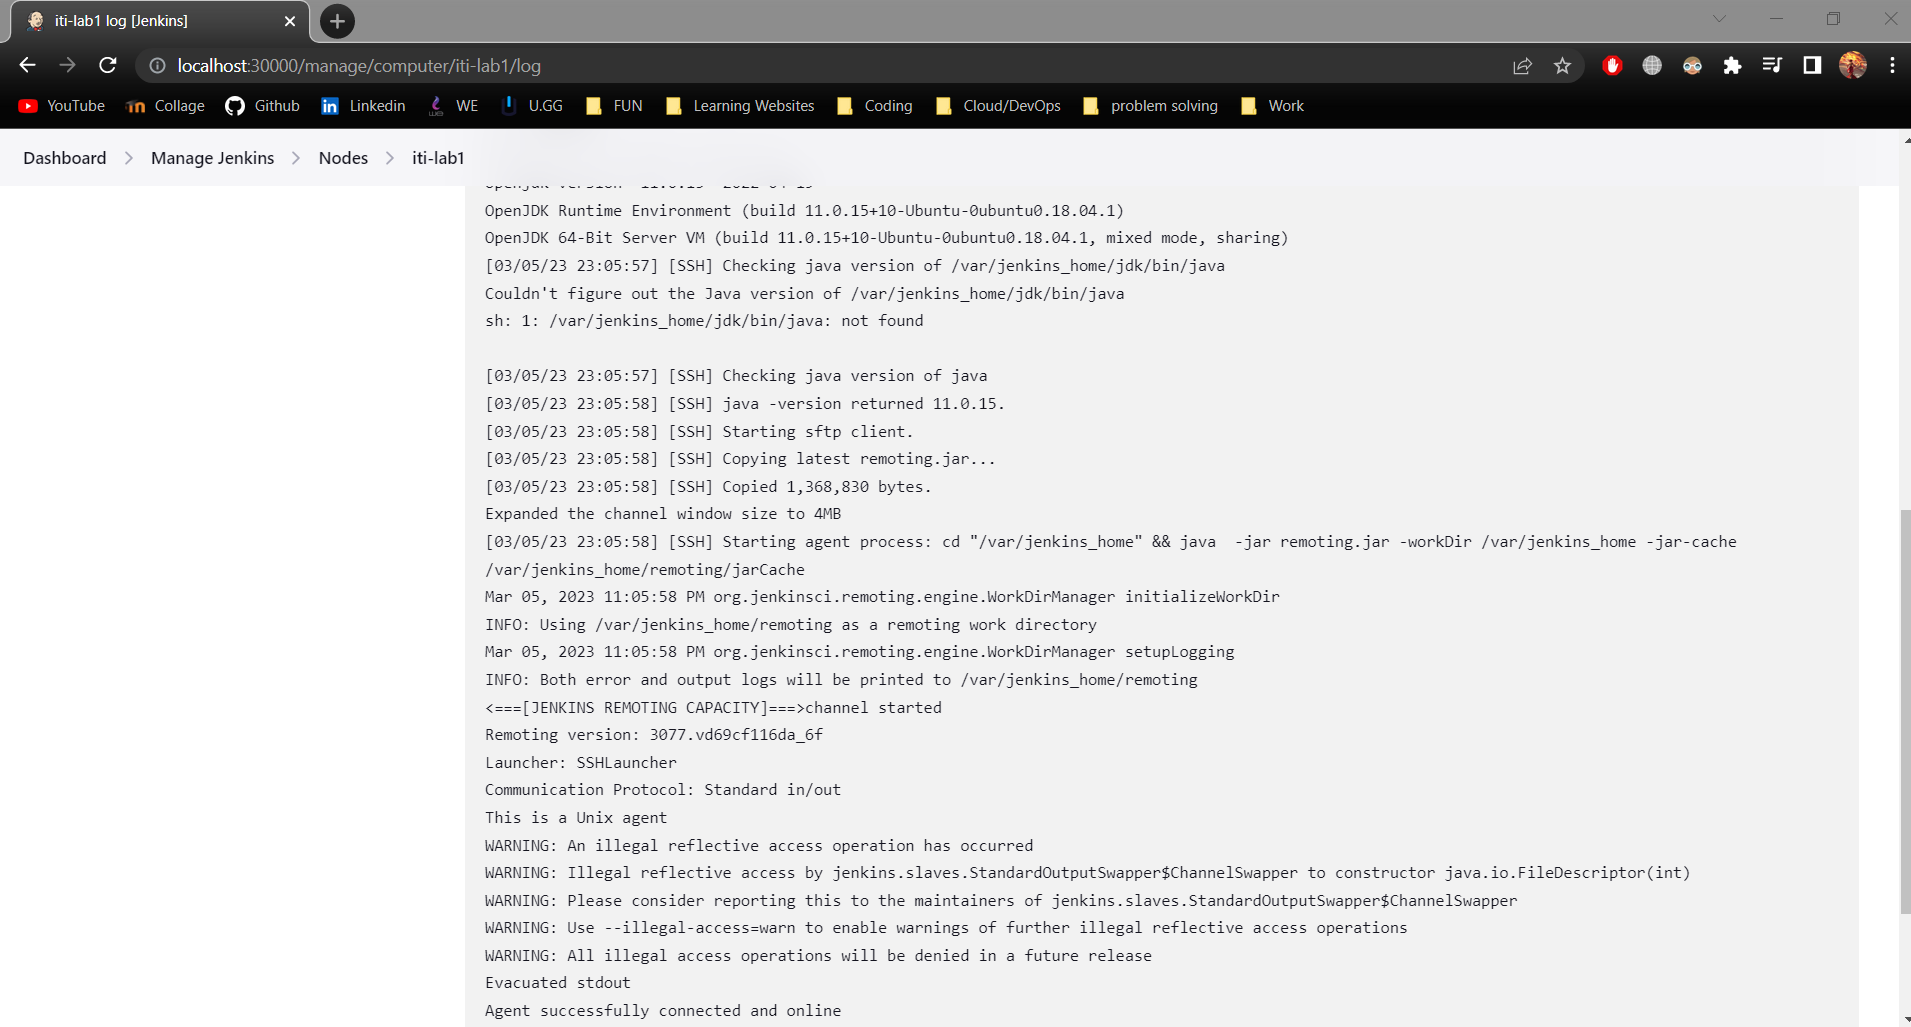 iti-lab1 log [Jenkins]
localhost:30000/manage/computer/iti-lab1/log
YouTube Collage Github Linkedin WE U.GG FUN Learning Websites Coding Cloud/DevOps problem solving Work
Dashboard Manage Jenkins Nodes iti-lab1
OpenJDK Runtime Environment (build 11.0.15+10-Ubuntu-0ubuntu0.18.04.1)
OpenJDK 64-Bit Server VM (build 11.0.15+10-Ubuntu-0ubuntu0.18.04.1, mixed mode, sharing)
[03/05/23 23:05:57] [SSH] Checking java version of /var/jenkins_home/jdk/bin/java
Couldn't figure out the Java version of /var/jenkins_home/jdk/bin/java
sh: 1: /var/jenkins_home/jdk/bin/java: not found
[03/05/23 23:05:57] [SSH] Checking java version of java
[03/05/23 23:05:58] [SSH] java -version returned 11.0.15.
[03/05/23 23:05:58] [SSH] Starting sftp client.
[03/05/23 23:05:58] [SSH] Copying latest remoting.jar...
[03/05/23 23:05:58] [SSH] Copied 1,368,830 bytes.
Expanded the channel window size to 4MB
[03/05/23 23:05:58] [SSH] Starting agent process: cd "/var/jenkins_home" && java  -jar remoting.jar -workDir /var/jenkins_home -jar-cache
/var/jenkins_home/remoting/jarCache
Mar 05, 2023 11:05:58 PM org.jenkinsci.remoting.engine.WorkDirManager initializeWorkDir
INFO: Using /var/jenkins_home/remoting as a remoting work directory
Mar 05, 2023 11:05:58 PM org.jenkinsci.remoting.engine.WorkDirManager setupLogging
INFO: Both error and output logs will be printed to /var/jenkins_home/remoting
<===[JENKINS REMOTING CAPACITY]===>channel started
Remoting version: 3077.vd69cf116da_6f
Launcher: SSHLauncher
Communication Protocol: Standard in/out
This is a Unix agent
WARNING: An illegal reflective access operation has occurred
WARNING: Illegal reflective access by jenkins.slaves.StandardOutputSwapper$ChannelSwapper to constructor java.io.FileDescriptor(int)
WARNING: Please consider reporting this to the maintainers of jenkins.slaves.StandardOutputSwapper$ChannelSwapper
WARNING: Use --illegal-access=warn to enable warnings of further illegal reflective access operations
WARNING: All illegal access operations will be denied in a future release
Evacuated stdout
Agent successfully connected and online